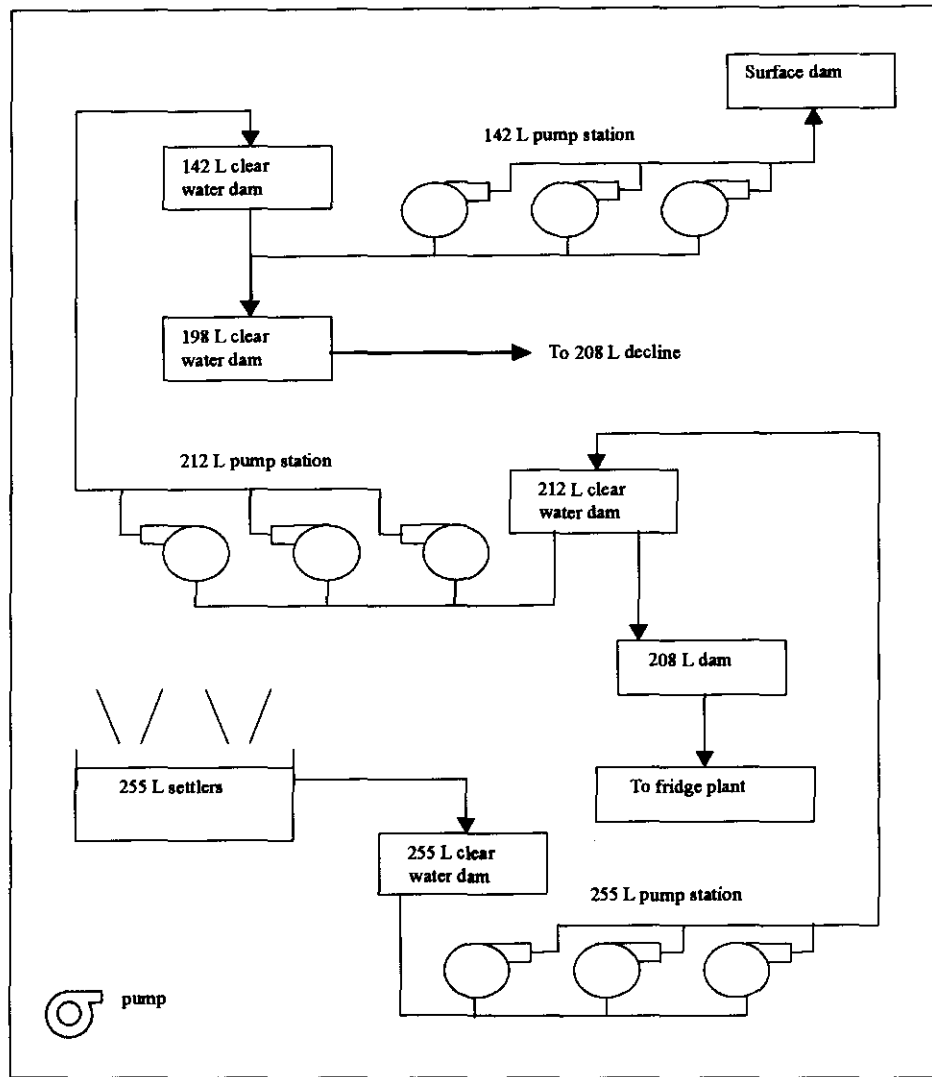 Surface dam
142 L pump station
142 L clear
water dam
198 L clear
water dam
To 208 L decline
212 L pump station
212 L clear
water dam
208 L dam
255 L settlers
To fridge plant
255 L clear
water dam
255 L pump station
pump